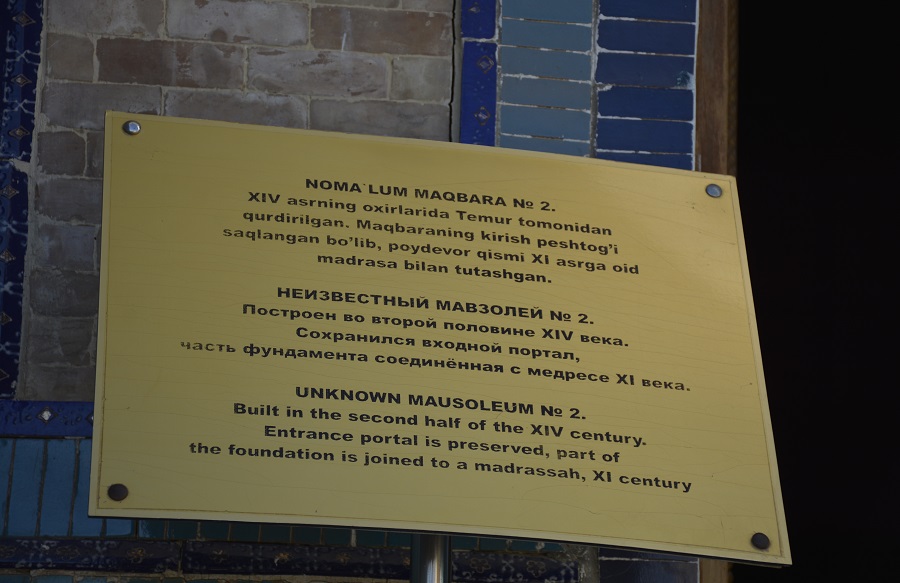 NOMA`LUM MAQBARA № 2.
XIV asrning oxirlarida Temur tomonidan
qurdirilgan. Maqbaraning kirish peshtog’i
saqlangan bo’lib, poydevor qismi XI asrga oid
madrasa bilan tutashgan.
НЕИЗВЕСТНЫЙ МАВЗОЛЕЙ № 2.
Построен во второй половине XIV века.
Сохранился входной портал,
часть фундамента соединённая с медресе XI века.
UNKNOWN MAUSOLEUM № 2.
Built in the second half of the XIV century.
Entrance portal is preserved, part of
the foundation is joined to a madrassah, XI century